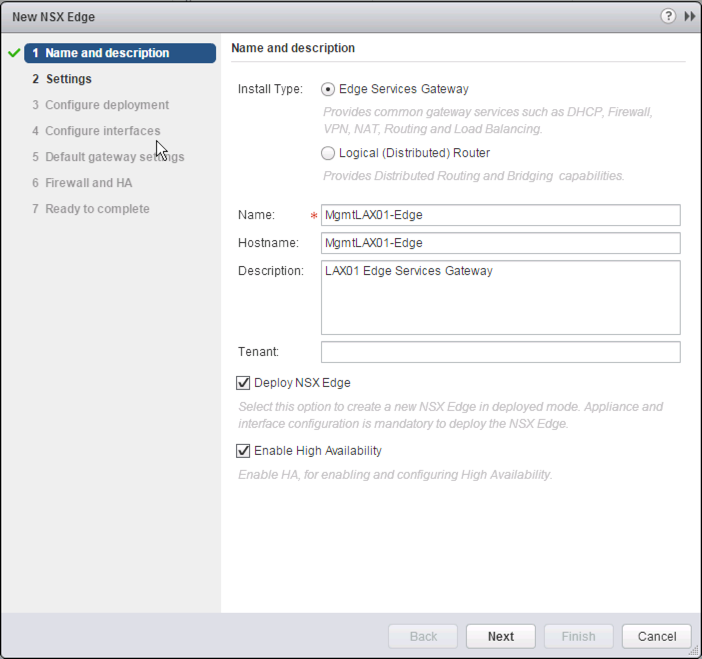 New NSX Edge
?
1 Name and description
2 Settings
3 Configure deployment
4 Configure interfaces
5 Default gateway settings
6 Firewall and HA
7 Ready to complete
Name and description
Install Type: Edge Services Gateway
Provides common gateway services such as DHCP, Firewall,
VPN, NAT, Routing and Load Balancing.
Logical (Distributed) Router
Provides Distributed Routing and Bridging capabilities.
Name: * MgmtLAX01-Edge
Hostname: MgmtLAX01-Edge
Description: LAX01 Edge Services Gateway
Tenant:
Deploy NSX Edge
Select this option to create a new NSX Edge in deployed mode. Appliance and
interface configuration is mandatory to deploy the NSX Edge.
Enable High Availability
Enable HA, for enabling and configuring High Availability.
Back Next Finish Cancel